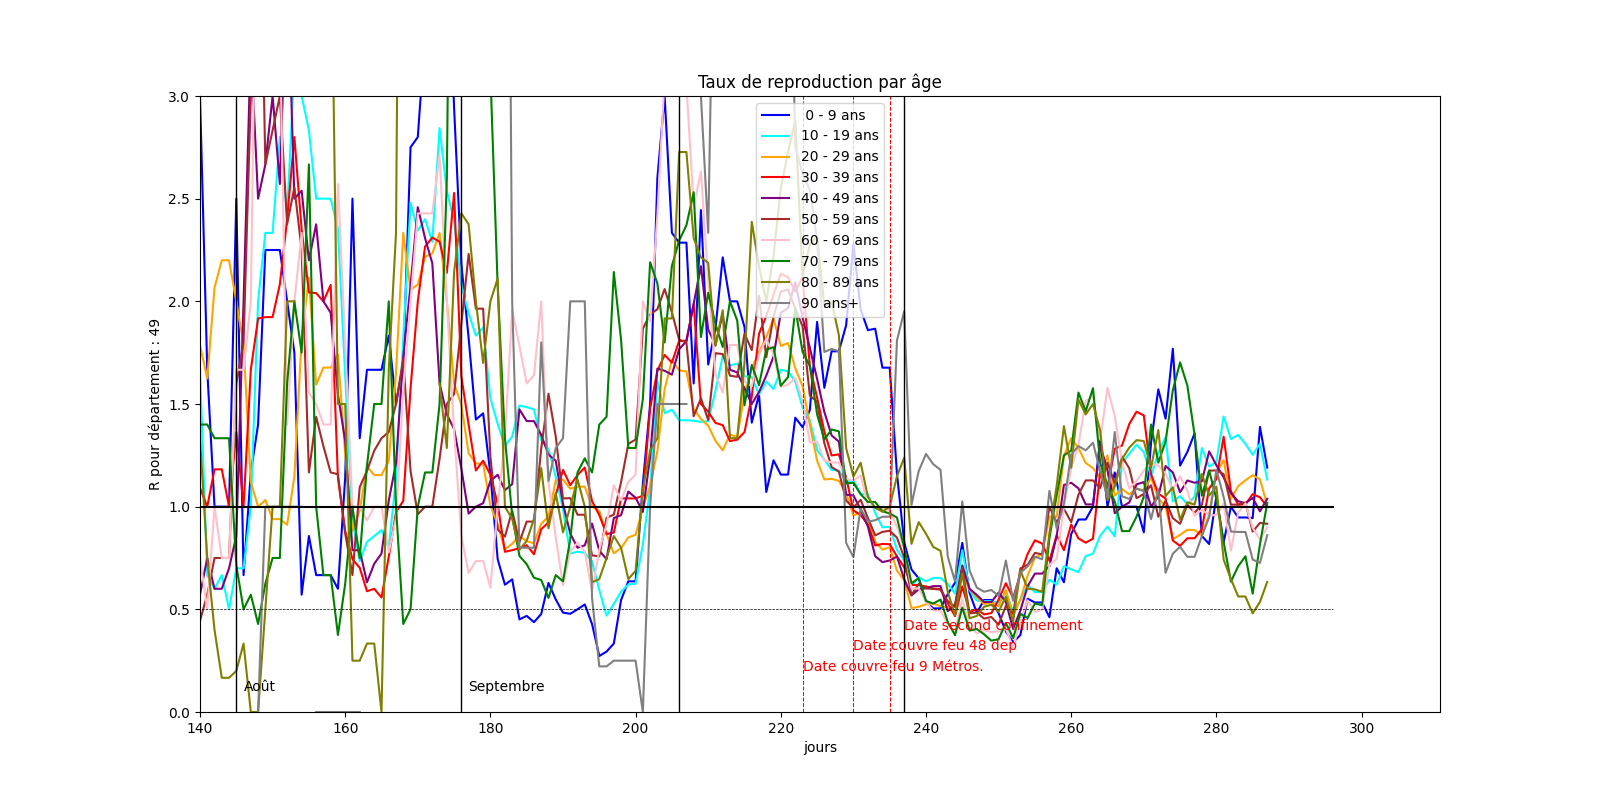 Taux de reproduction par âge
R pour département : 49
3.0
2.5
2.0
1.5
1.0
0.5
0.0
0 - 9 ans
10 - 19 ans
20 - 29 ans
30 - 39 ans
40 - 49 ans
50 - 59 ans
60 - 69 ans
70 - 79 ans
80 - 89 ans
90 ans+
Date second confinement
Date couvre feu 48 dep
Date couvre feu 9 Métros.
Août
Septembre
140
160
180
200
220
240
260
280
300
jours